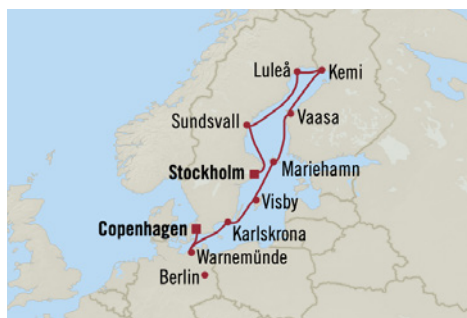 Luleå
Kemi
Sundsvall
Vaasa
Stockholm
Mariehamn
Visby
Copenhagen
Karlskrona
Warnemünde
Berlin